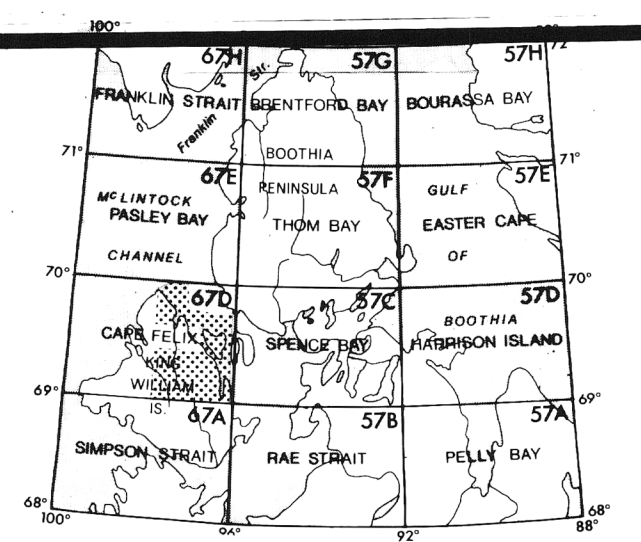 100°
67H
Str.
57G
57H
72
FRANKLIN STRAIT
BRENTFORD BAY
BOURASSA BAY
Franklin
71°
BOOTHIA
71°
67E
PENINSULA
57F
57E
McLINTOCK
GULF
PASLEY BAY
THOM BAY
EASTER CAPE
CHANNEL
OF
70°
70°
67D
57C
57D
BOOTHIA
CAPE FELIX
SPENCE BAY
HARRISON ISLAND
KING
WILLIAM
69°
69°
IS.
67A
57B
57A
SIMPSON STRAIT
RAE STRAIT
PELLY BAY
68°
68°
100°
94°
92°
88°